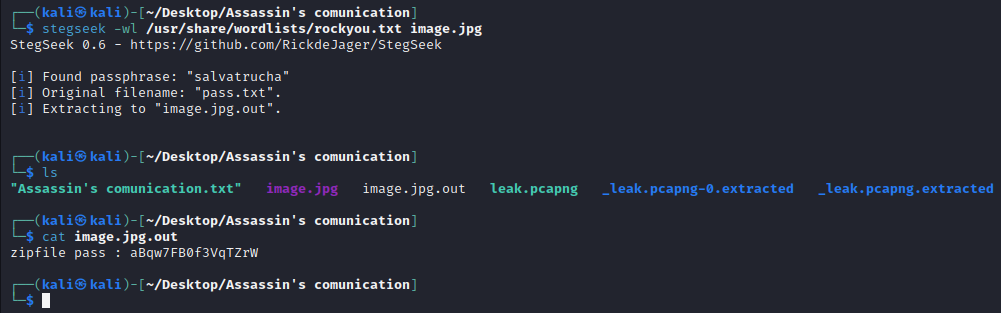 ┌──(kali㉿kali)-[~/Desktop/Assassin's comunication]
└─$ stegseek -wl /usr/share/wordlists/rockyou.txt image.jpg
StegSeek 0.6 - https://github.com/RickdeJager/StegSeek
[i] Found passphrase: "salvatrucha"
[i] Original filename: "pass.txt".
[i] Extracting to "image.jpg.out".
┌──(kali㉿kali)-[~/Desktop/Assassin's comunication]
└─$ ls
"Assassin's comunication.txt" image.jpg image.jpg.out leak.pcapng _leak.pcapng-0.extracted _leak.pcapng.extracted
┌──(kali㉿kali)-[~/Desktop/Assassin's comunication]
└─$ cat image.jpg.out
zipfile pass : aBqw7FB0f3VqTZrW
┌──(kali㉿kali)-[~/Desktop/Assassin's comunication]
└─$